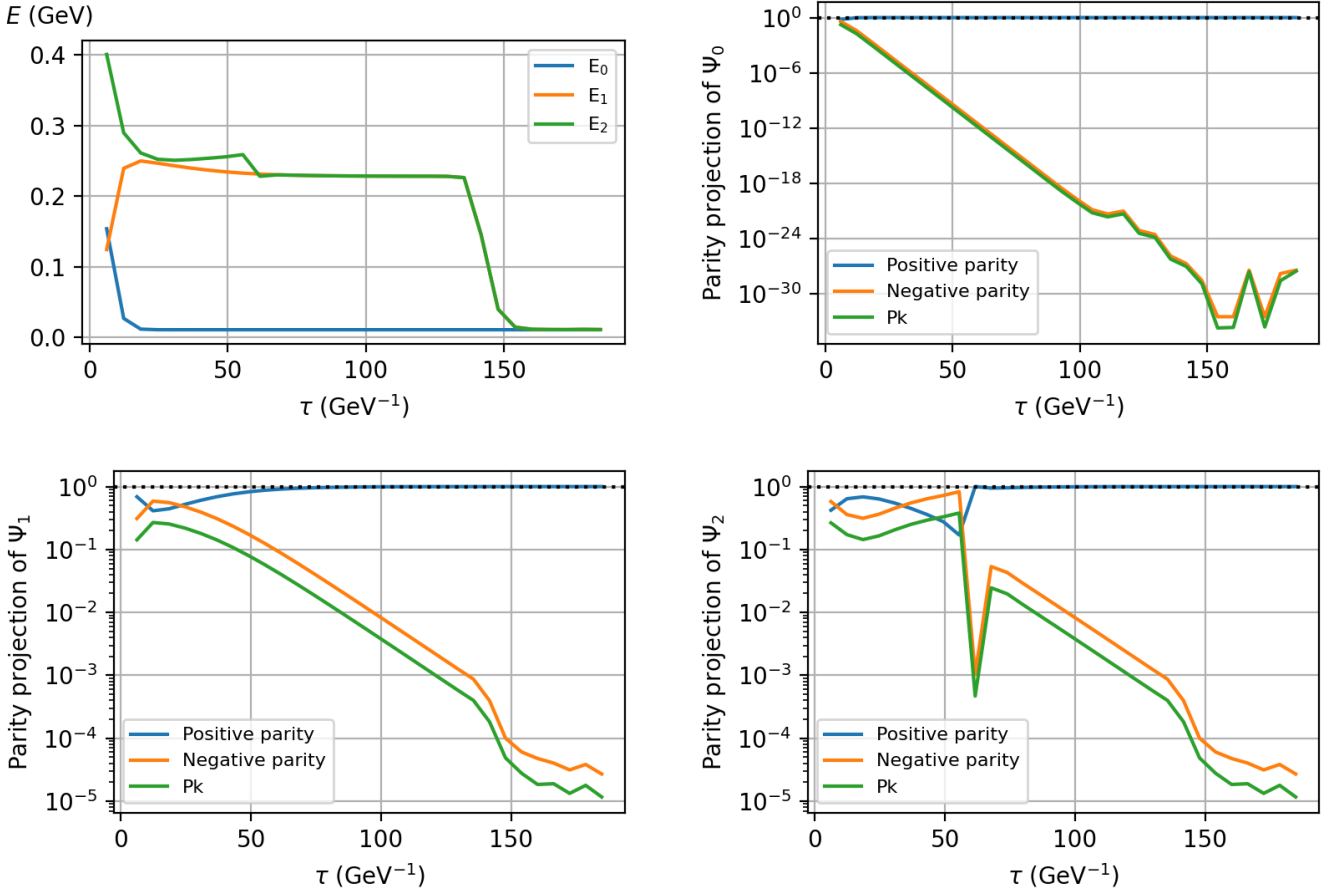 E (GeV)
0.4
0.3
0.2
0.1
0.0
E₀
E₁
E₂
0
50
100
150
τ (GeV⁻¹)
Parity projection of Ψ₀
10⁰
10⁻⁶
10⁻¹²
10⁻¹⁸
10⁻²⁴
10⁻³⁰
Positive parity
Negative parity
Pk
0
50
100
150
τ (GeV⁻¹)
Parity projection of Ψ₁
10⁰
10⁻¹
10⁻²
10⁻³
10⁻⁴
10⁻⁵
Positive parity
Negative parity
Pk
0
50
100
150
τ (GeV⁻¹)
Parity projection of Ψ₂
10⁰
10⁻¹
10⁻²
10⁻³
10⁻⁴
10⁻⁵
Positive parity
Negative parity
Pk
0
50
100
150
τ (GeV⁻¹)